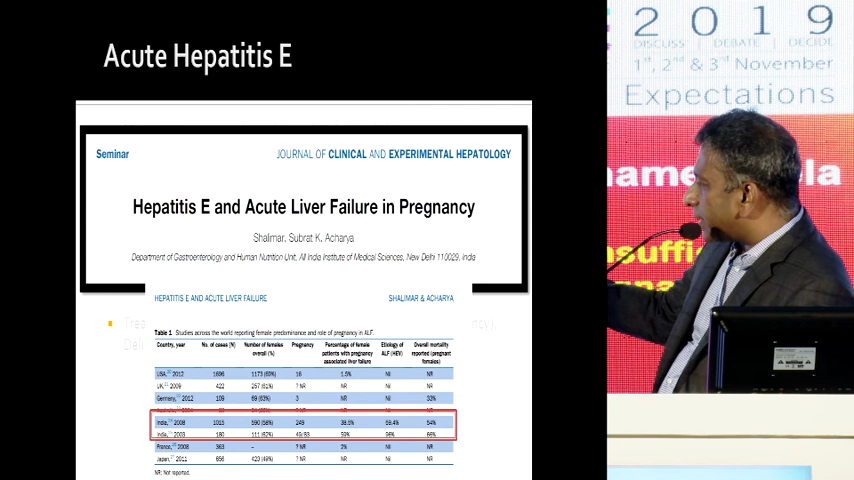 Acute Hepatitis E
Seminar
JOURNAL OF CLINICAL AND EXPERIMENTAL HEPATOLOGY
Hepatitis E and Acute Liver Failure in Pregnancy
Shalimar, Subrat K. Acharya
Department of Gastroenterology and Human Nutrition Unit, All India Institute of Medical Sciences, New Delhi 110029, India
HEPATITIS E AND ACUTE LIVER FAILURE
SHALIMAR & ACHARYA
Table 1 Studies across the world reporting female predominance and role of pregnancy in ALF.
Country, year No. of cases (N) Number of females overall (%) Pregnancy Percentage of female patients with pregnancy associated liver failure Etiology of ALF (HEV) Overall mortality reported (pregnant females)
USA, 2012 1696 1173 (69%) 16 1.5% Nil NR
UK, 2009 422 257 (61%) ? NR NR Nil NR
Germany, 2012 109 69 (63%) 3 NR Nil 33%
India, 2008 1015 590 (58%) 249 59.4% 54%
India, 2003 180 111 (62%) 49/83 59% 66%
France, 2008 363 – ? NR 2% Nil NR
Japan, 2011 656 423 (49%) ? NR NR Nil NR
NR: Not reported.
2 0 1 9
DISCUSS | DEBATE | DECIDE
1st, 2nd & 3rd November
Expectations